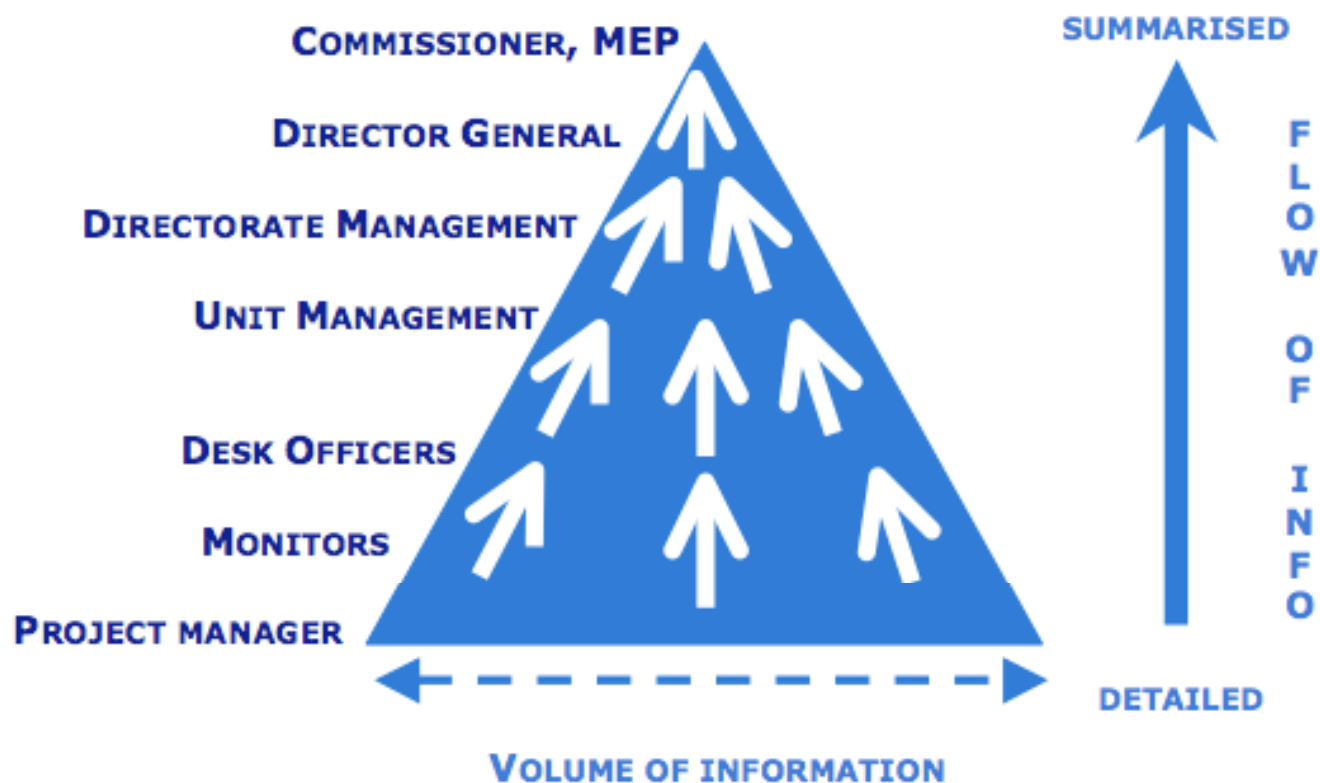 COMMISSIONER, MEP
DIRECTOR GENERAL
DIRECTORATE MANAGEMENT
UNIT MANAGEMENT
DESK OFFICERS
MONITORS
PROJECT MANAGER
VOLUME OF INFORMATION
SUMMARISED
FLOW OF INFO
DETAILED